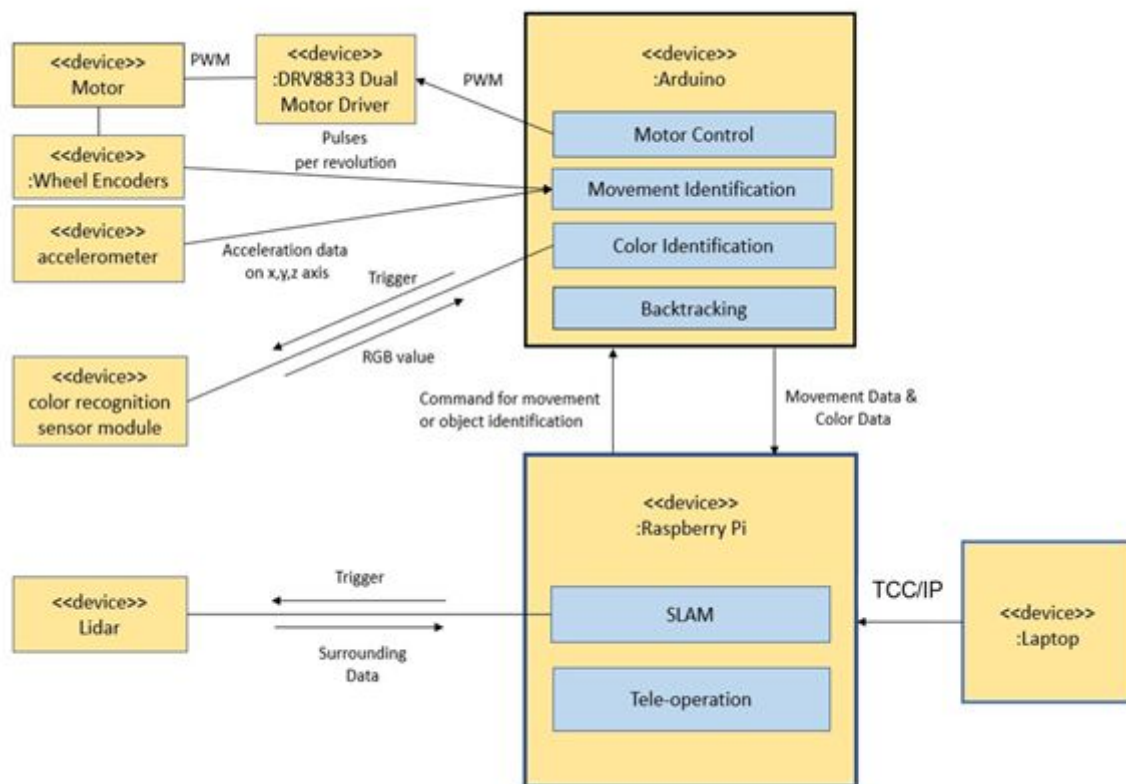 <<device>>
Motor
PWM
<<device>>
:DRV8833 Dual
Motor Driver
PWM
<<device>>
:Arduino
Motor Control
Movement Identification
Color Identification
Backtracking
Pulses
per revolution
<<device>>
:Wheel Encoders
<<device>>
accelerometer
Acceleration data
on x,y,z axis
Trigger
RGB value
<<device>>
color recognition
sensor module
Command for movement
or object identification
Movement Data &
Color Data
<<device>>
:Raspberry Pi
SLAM
Tele-operation
<<device>>
Lidar
Trigger
Surrounding
Data
TCC/IP
<<device>>
:Laptop